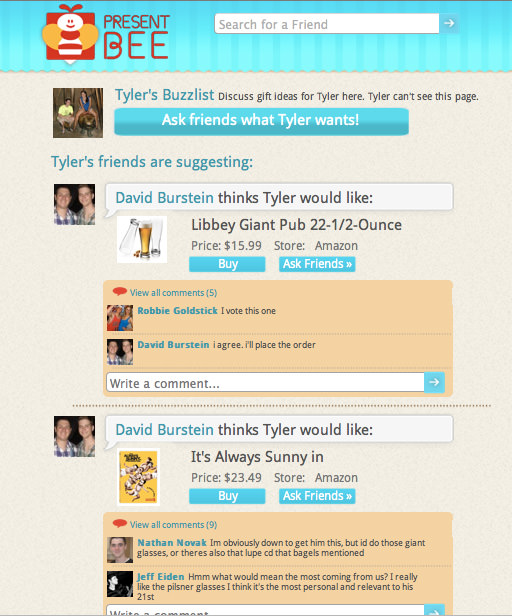 PRESENT
BEE
Search for a Friend
Tyler's Buzzlist Discuss gift ideas for Tyler here. Tyler can't see this page.
Ask friends what Tyler wants!
Tyler's friends are suggesting:
David Burstein thinks Tyler would like:
Libbey Giant Pub 22-1/2-Ounce
Price: $15.99 Store: Amazon
Buy Ask Friends »
View all comments (5)
Robbie Goldstick I vote this one
David Burstein i agree. i'll place the order
Write a comment...
David Burstein thinks Tyler would like:
It's Always Sunny in
Price: $23.49 Store: Amazon
Buy Ask Friends »
View all comments (9)
Nathan Novak Im obviously down to get him this, but id do those giant
glasses, or theres also that lupe cd that bagels mentioned
Jeff Eiden Hmm what would mean the most coming from us? I really
like the pilsner glasses I think it's the most personal and relevant to his
21st
Write a comment...